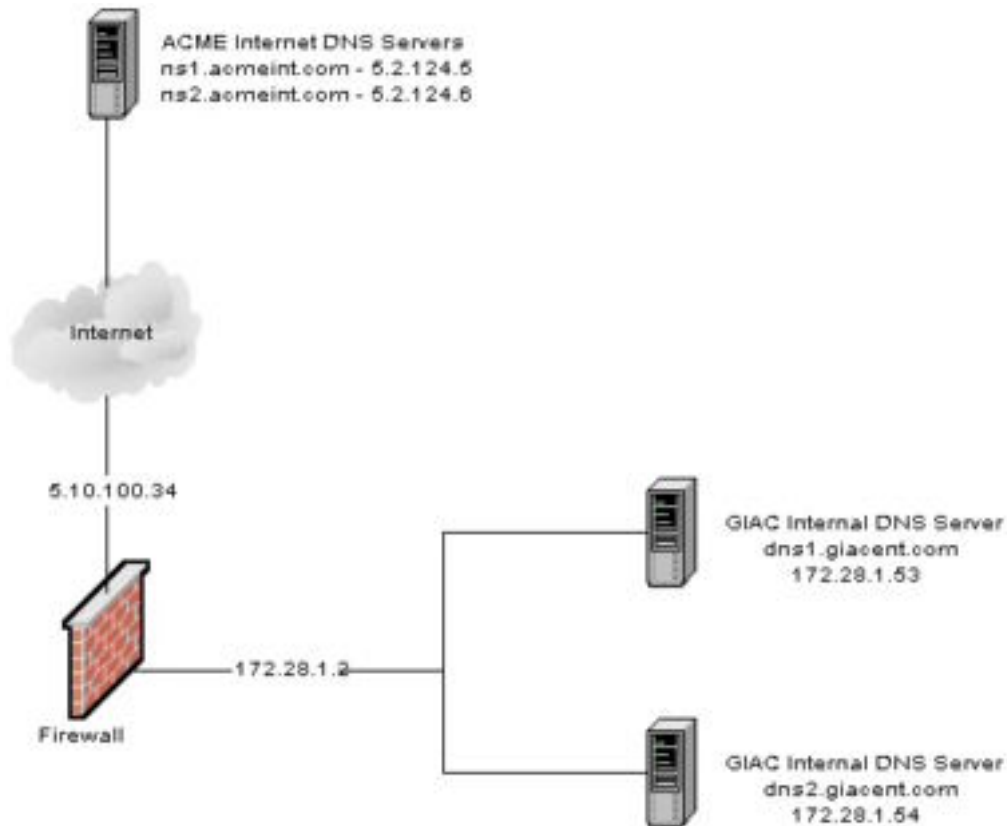 ACME Internet DNS Servers
ns1.acmeint.com - 5.2.124.5
ns2.acmeint.com - 5.2.124.6
Internet
5.10.100.34
GIAC Internal DNS Server
dns1.giacent.com
172.28.1.53
172.28.1.2
Firewall
GIAC Internal DNS Server
dns2.giacent.com
172.28.1.54